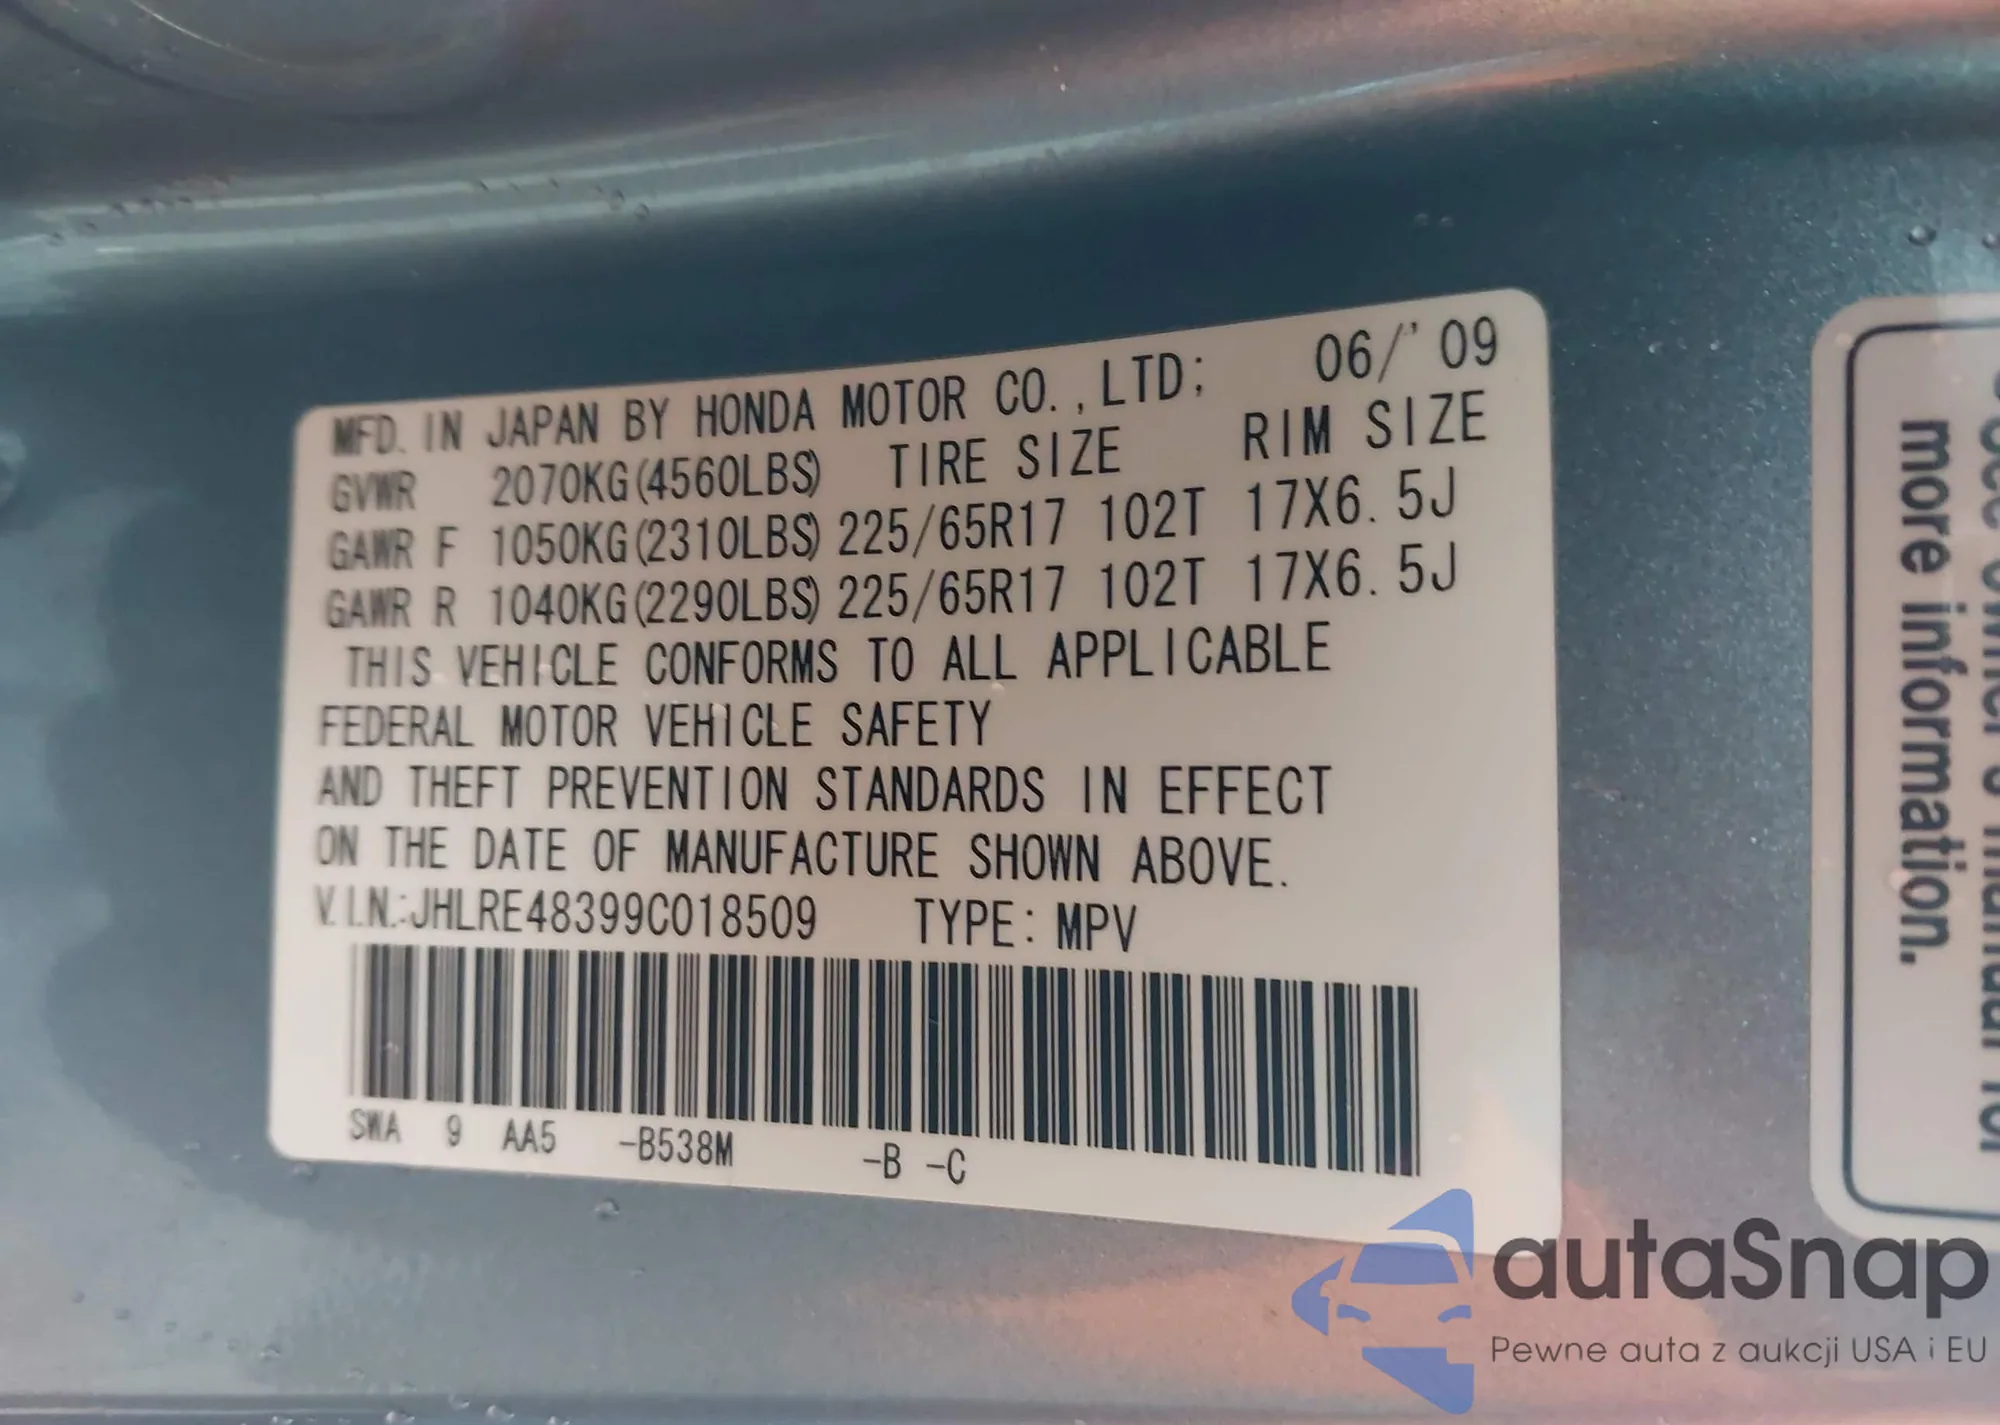 MFD. IN JAPAN BY HONDA MOTOR CO.,LTD; 06/'09
GVWR 2070KG(4560LBS) TIRE SIZE RIM SIZE
GAWR F 1050KG(2310LBS) 225/65R17 102T 17X6.5J
GAWR R 1040KG(2290LBS) 225/65R17 102T 17X6.5J
THIS VEHICLE CONFORMS TO ALL APPLICABLE
FEDERAL MOTOR VEHICLE SAFETY
AND THEFT PREVENTION STANDARDS IN EFFECT
ON THE DATE OF MANUFACTURE SHOWN ABOVE.
V.I.N.:JHLRE48399C018509 TYPE: MPV
SWA 9 AA5 -B538M -B -C
more information.
autaSnap
Pewne auta z aukcji USA i EU